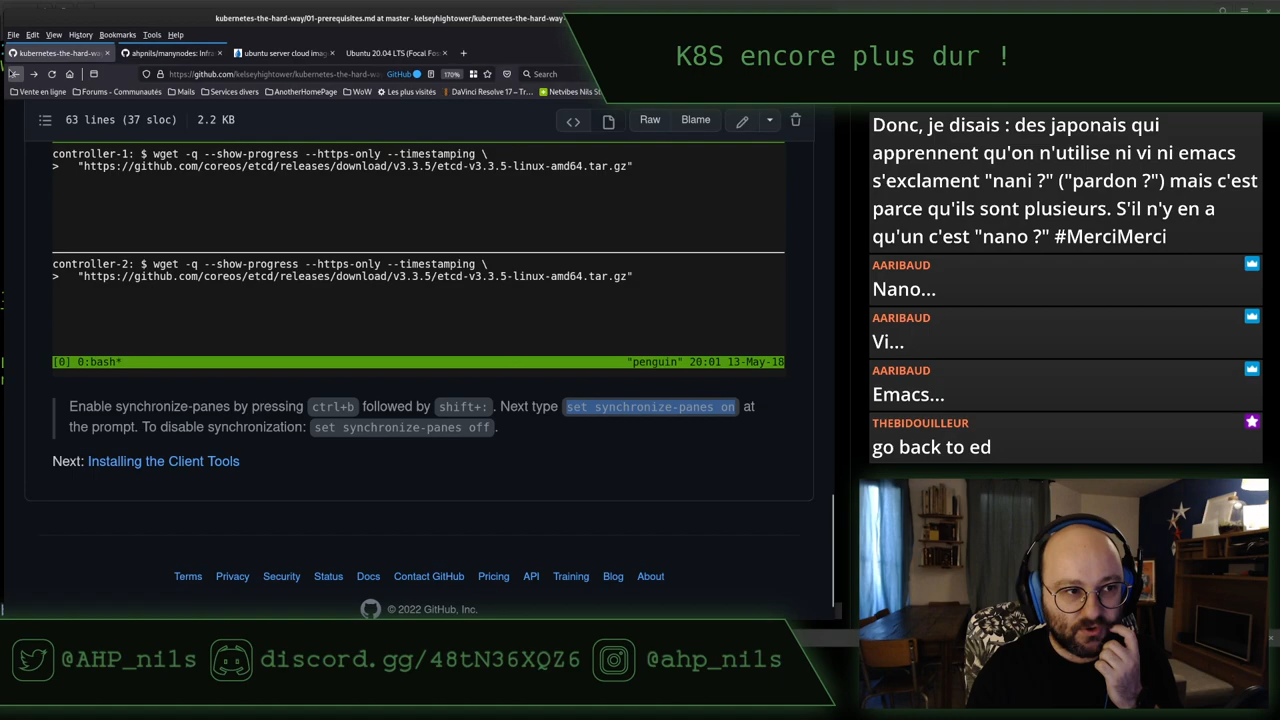 kubernetes-the-hard-way/01-prerequisites.md at master · kelseyhightower/kubernetes-the-hard-way
K8S encore plus dur !
File Edit View History Bookmarks Tools Help
kubernetes-the-hard-wa
ahpnils/manynodes: Infra
ubuntu server cloud imag
Ubuntu 20.04 LTS (Focal Fos
https://github.com/kelseyhightower/kubernetes-the-hard-wa
GitHub
170%
Search
Vente en ligne
Forums - Communautés
Mails
Services divers
AnotherHomePage
WoW
Les plus visités
DaVinci Resolve 17 – Tr…
Netvibes Nils
63 lines (37 sloc)
2.2 KB
Raw
Blame
controller-1: $ wget -q --show-progress --https-only --timestamping \
> "https://github.com/coreos/etcd/releases/download/v3.3.5/etcd-v3.3.5-linux-amd64.tar.gz"
controller-2: $ wget -q --show-progress --https-only --timestamping \
> "https://github.com/coreos/etcd/releases/download/v3.3.5/etcd-v3.3.5-linux-amd64.tar.gz"
[0] 0:bash* "penguin" 20:01 13-May-18
Enable synchronize-panes by pressing ctrl+b followed by shift+: . Next type set synchronize-panes on at
the prompt. To disable synchronization: set synchronize-panes off .
Next: Installing the Client Tools
Terms Privacy Security Status Docs Contact GitHub Pricing API Training Blog About
© 2022 GitHub, Inc.
Donc, je disais : des japonais qui
apprennent qu'on n'utilise ni vi ni emacs
s'exclament "nani ?" ("pardon ?") mais c'est
parce qu'ils sont plusieurs. S'il n'y en a
qu'un c'est "nano ?" #MerciMerci
AARIBAUD
Nano...
AARIBAUD
Vi...
AARIBAUD
Emacs...
THEBIDOUILLEUR
go back to ed
@AHP_nils
discord.gg/48tN36XQZ6
@ahp_nils